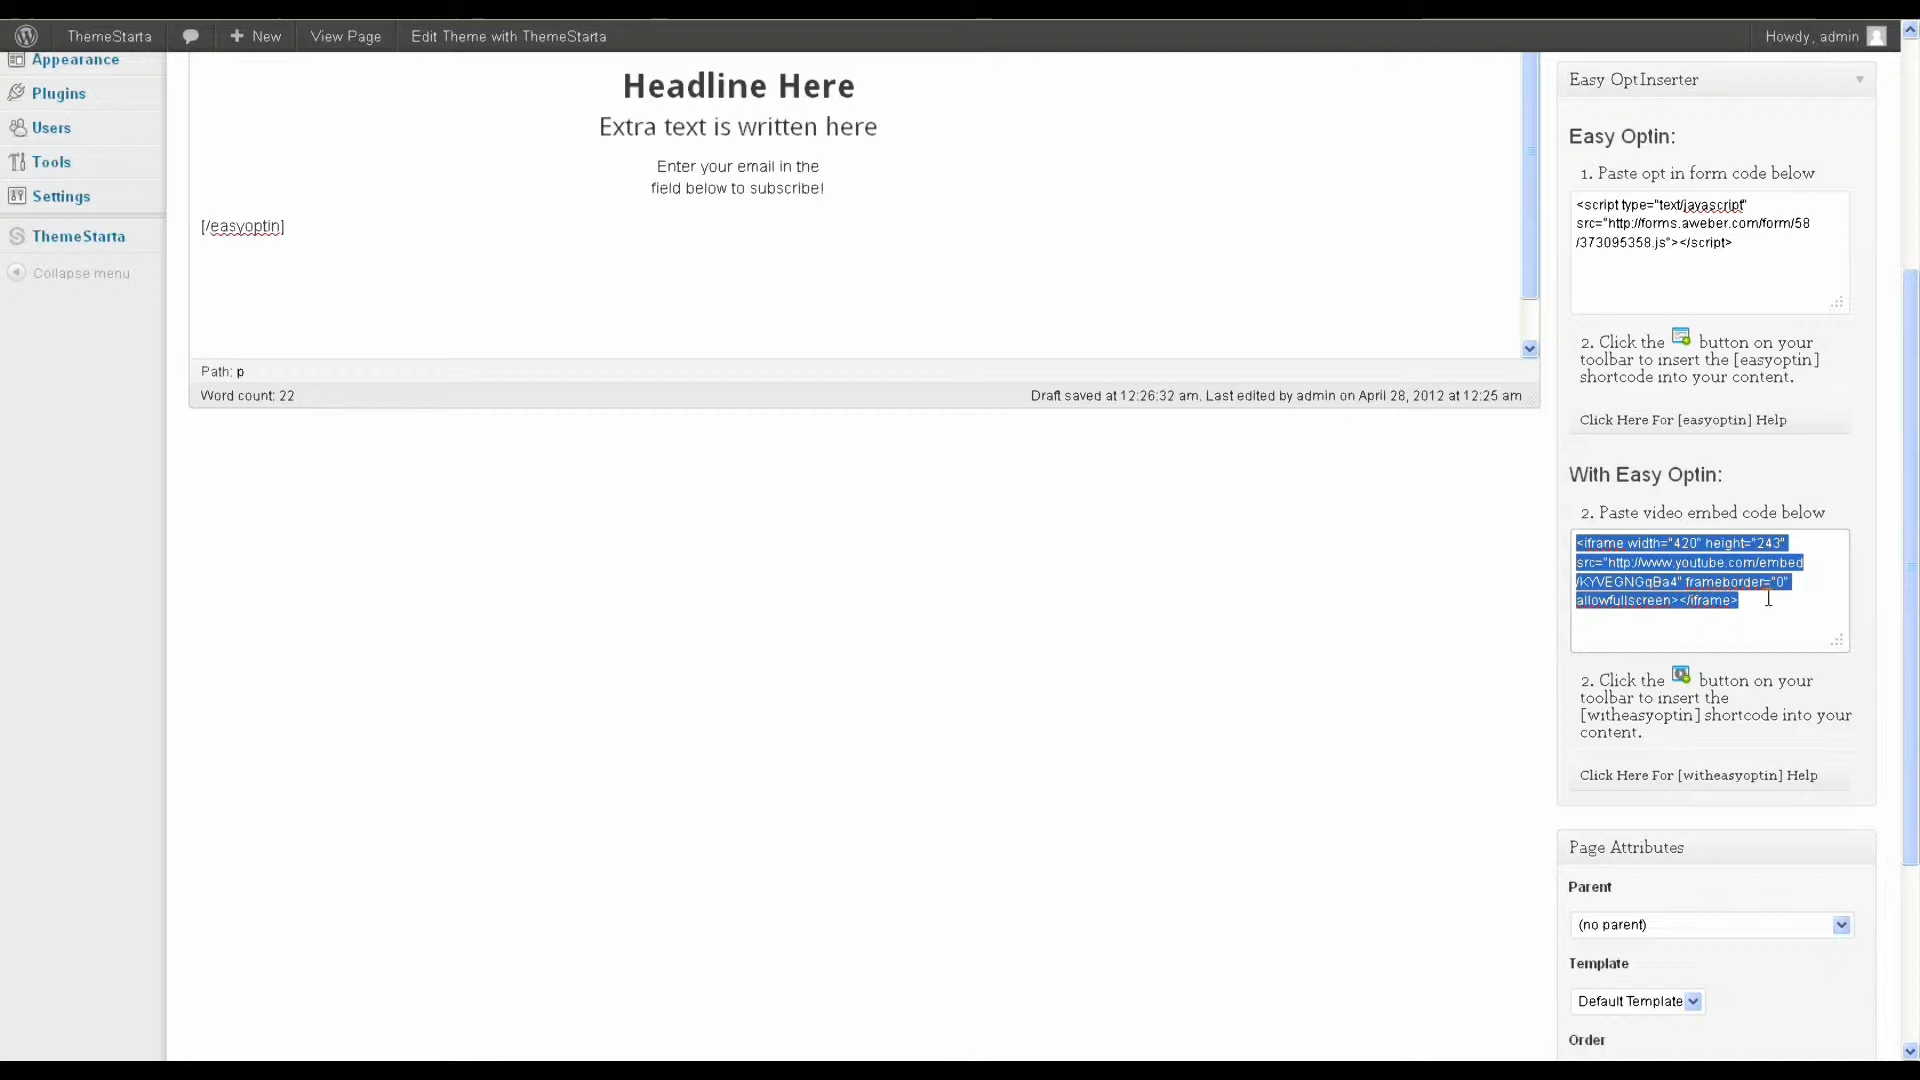 ThemeStarta New View Page Edit Theme with ThemeStarta Howdy, admin
Appearance
Plugins
Users
Tools
Settings
ThemeStarta
Collapse menu
Headline Here
Extra text is written here
Enter your email in the
field below to subscribe!
[/easyoptin]
Path: p
Word count: 22
Draft saved at 12:26:32 am. Last edited by admin on April 28, 2012 at 12:25 am
Easy OptInserter
Easy Optin:
1. Paste opt in form code below
<script type="text/javascript"
src="http://forms.aweber.com/form/58
/373095358.js"></script>
2. Click the button on your
toolbar to insert the [easyoptin]
shortcode into your content.
Click Here For [easyoptin] Help
With Easy Optin:
2. Paste video embed code below
<iframe width="420" height="243"
src="http://www.youtube.com/embed
/KYVEGNGqBa4" frameborder="0"
allowfullscreen></iframe>
2. Click the button on your
toolbar to insert the
[witheasyoptin] shortcode into your
content.
Click Here For [witheasyoptin] Help
Page Attributes
Parent
(no parent)
Template
Default Template
Order